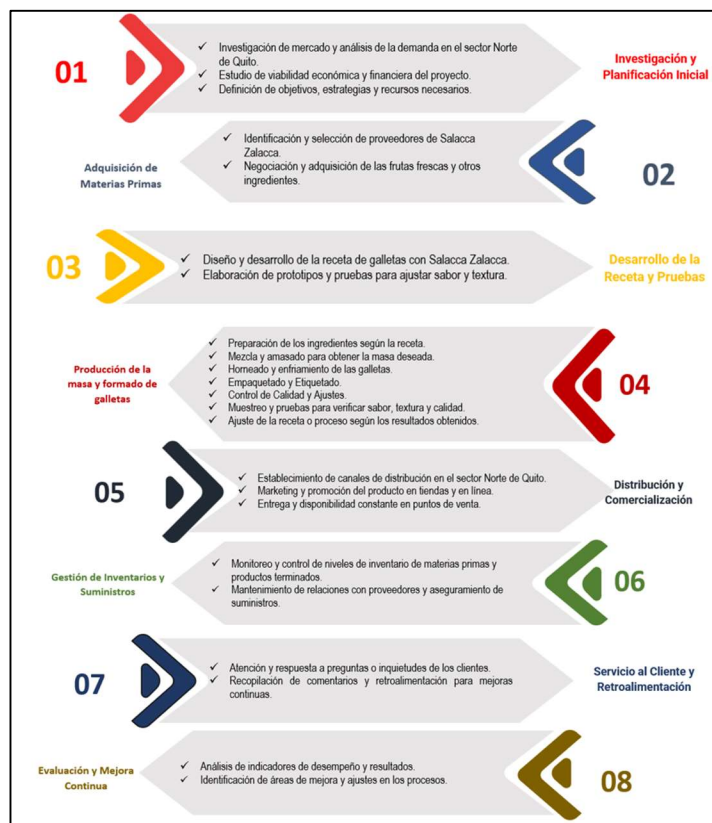 01
✓ Investigación de mercado y análisis de la demanda en el sector Norte
de Quito.
✓ Estudio de viabilidad económica y financiera del proyecto.
✓ Definición de objetivos, estrategias y recursos necesarios.
Investigación y
Planificación Inicial
Adquisición de
Materias Primas
✓ Identificación y selección de proveedores de Salacca
Zalacca.
✓ Negociación y adquisición de las frutas frescas y otros
ingredientes.
02
03
✓ Diseño y desarrollo de la receta de galletas con Salacca Zalacca.
✓ Elaboración de prototipos y pruebas para ajustar sabor y textura.
Desarrollo de la
Receta y Pruebas
Producción de la
masa y formado de
galletas
✓ Preparación de los ingredientes según la receta.
✓ Mezcla y amasado para obtener la masa deseada.
✓ Horneado y enfriamiento de las galletas.
✓ Empaquetado y Etiquetado.
✓ Control de Calidad y Ajustes.
✓ Muestreo y pruebas para verificar sabor, textura y calidad.
✓ Ajuste de la receta o proceso según los resultados obtenidos.
04
05
✓ Establecimiento de canales de distribución en el sector Norte de Quito.
✓ Marketing y promoción del producto en tiendas y en línea.
✓ Entrega y disponibilidad constante en puntos de venta.
Distribución y
Comercialización
Gestión de Inventarios y
Suministros
✓ Monitoreo y control de niveles de inventario de materias primas y
productos terminados.
✓ Mantenimiento de relaciones con proveedores y aseguramiento de
suministros.
06
07
✓ Atención y respuesta a preguntas o inquietudes de los clientes.
✓ Recopilación de comentarios y retroalimentación para mejoras
continuas.
Servicio al Cliente y
Retroalimentación
Evaluación y Mejora
Continua
✓ Análisis de indicadores de desempeño y resultados.
✓ Identificación de áreas de mejora y ajustes en los procesos.
08